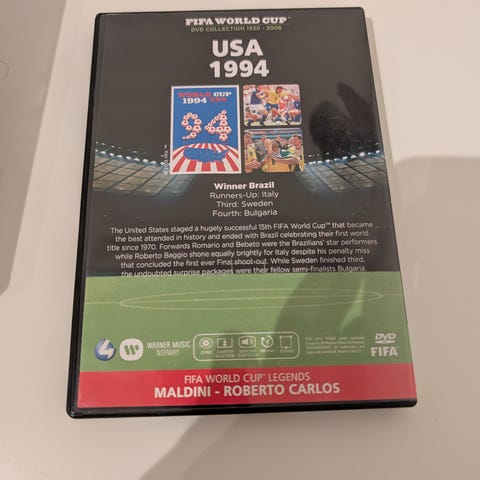 FIFA WORLD CUP™
DVD COLLECTION 1930 - 2006
USA
1994
WORLD CUP
1994 USA
94
Winner Brazil
Runners-Up: Italy
Third: Sweden
Fourth: Bulgaria
The United States staged a hugely successful 15th FIFA World Cup™ that became
the best attended in history and ended with Brazil celebrating their first world
title since 1970. Forwards Romario and Bebeto were the Brazilians' star performers
while Roberto Baggio shone equally brightly for Italy despite his penalty miss
that concluded the first ever Final shoot-out. While Sweden finished third,
the undoubted surprise packages were their fellow semi-finalists Bulgaria.
WARNER MUSIC
NORWAY
CHAPTER
SELECTION
DVD
FIFA
FIFA WORLD CUP™ LEGENDS
MALDINI - ROBERTO CARLOS